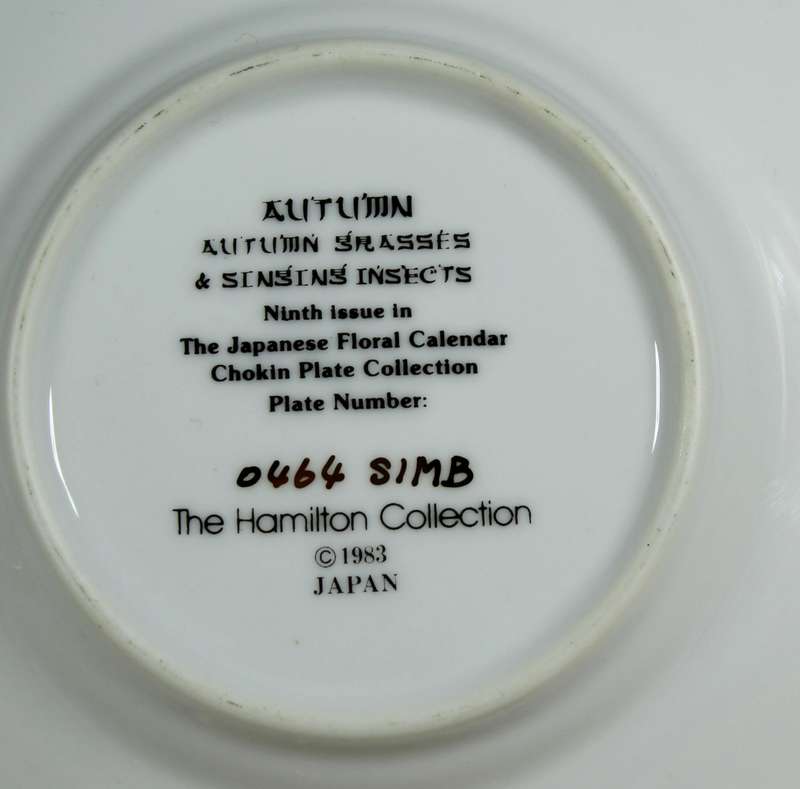 AUTUMN
AUTUMN GRASSES
& SINGING INSECTS
Ninth issue in
The Japanese Floral Calendar
Chokin Plate Collection
Plate Number:
0464 SIMB
The Hamilton Collection
©1983
JAPAN